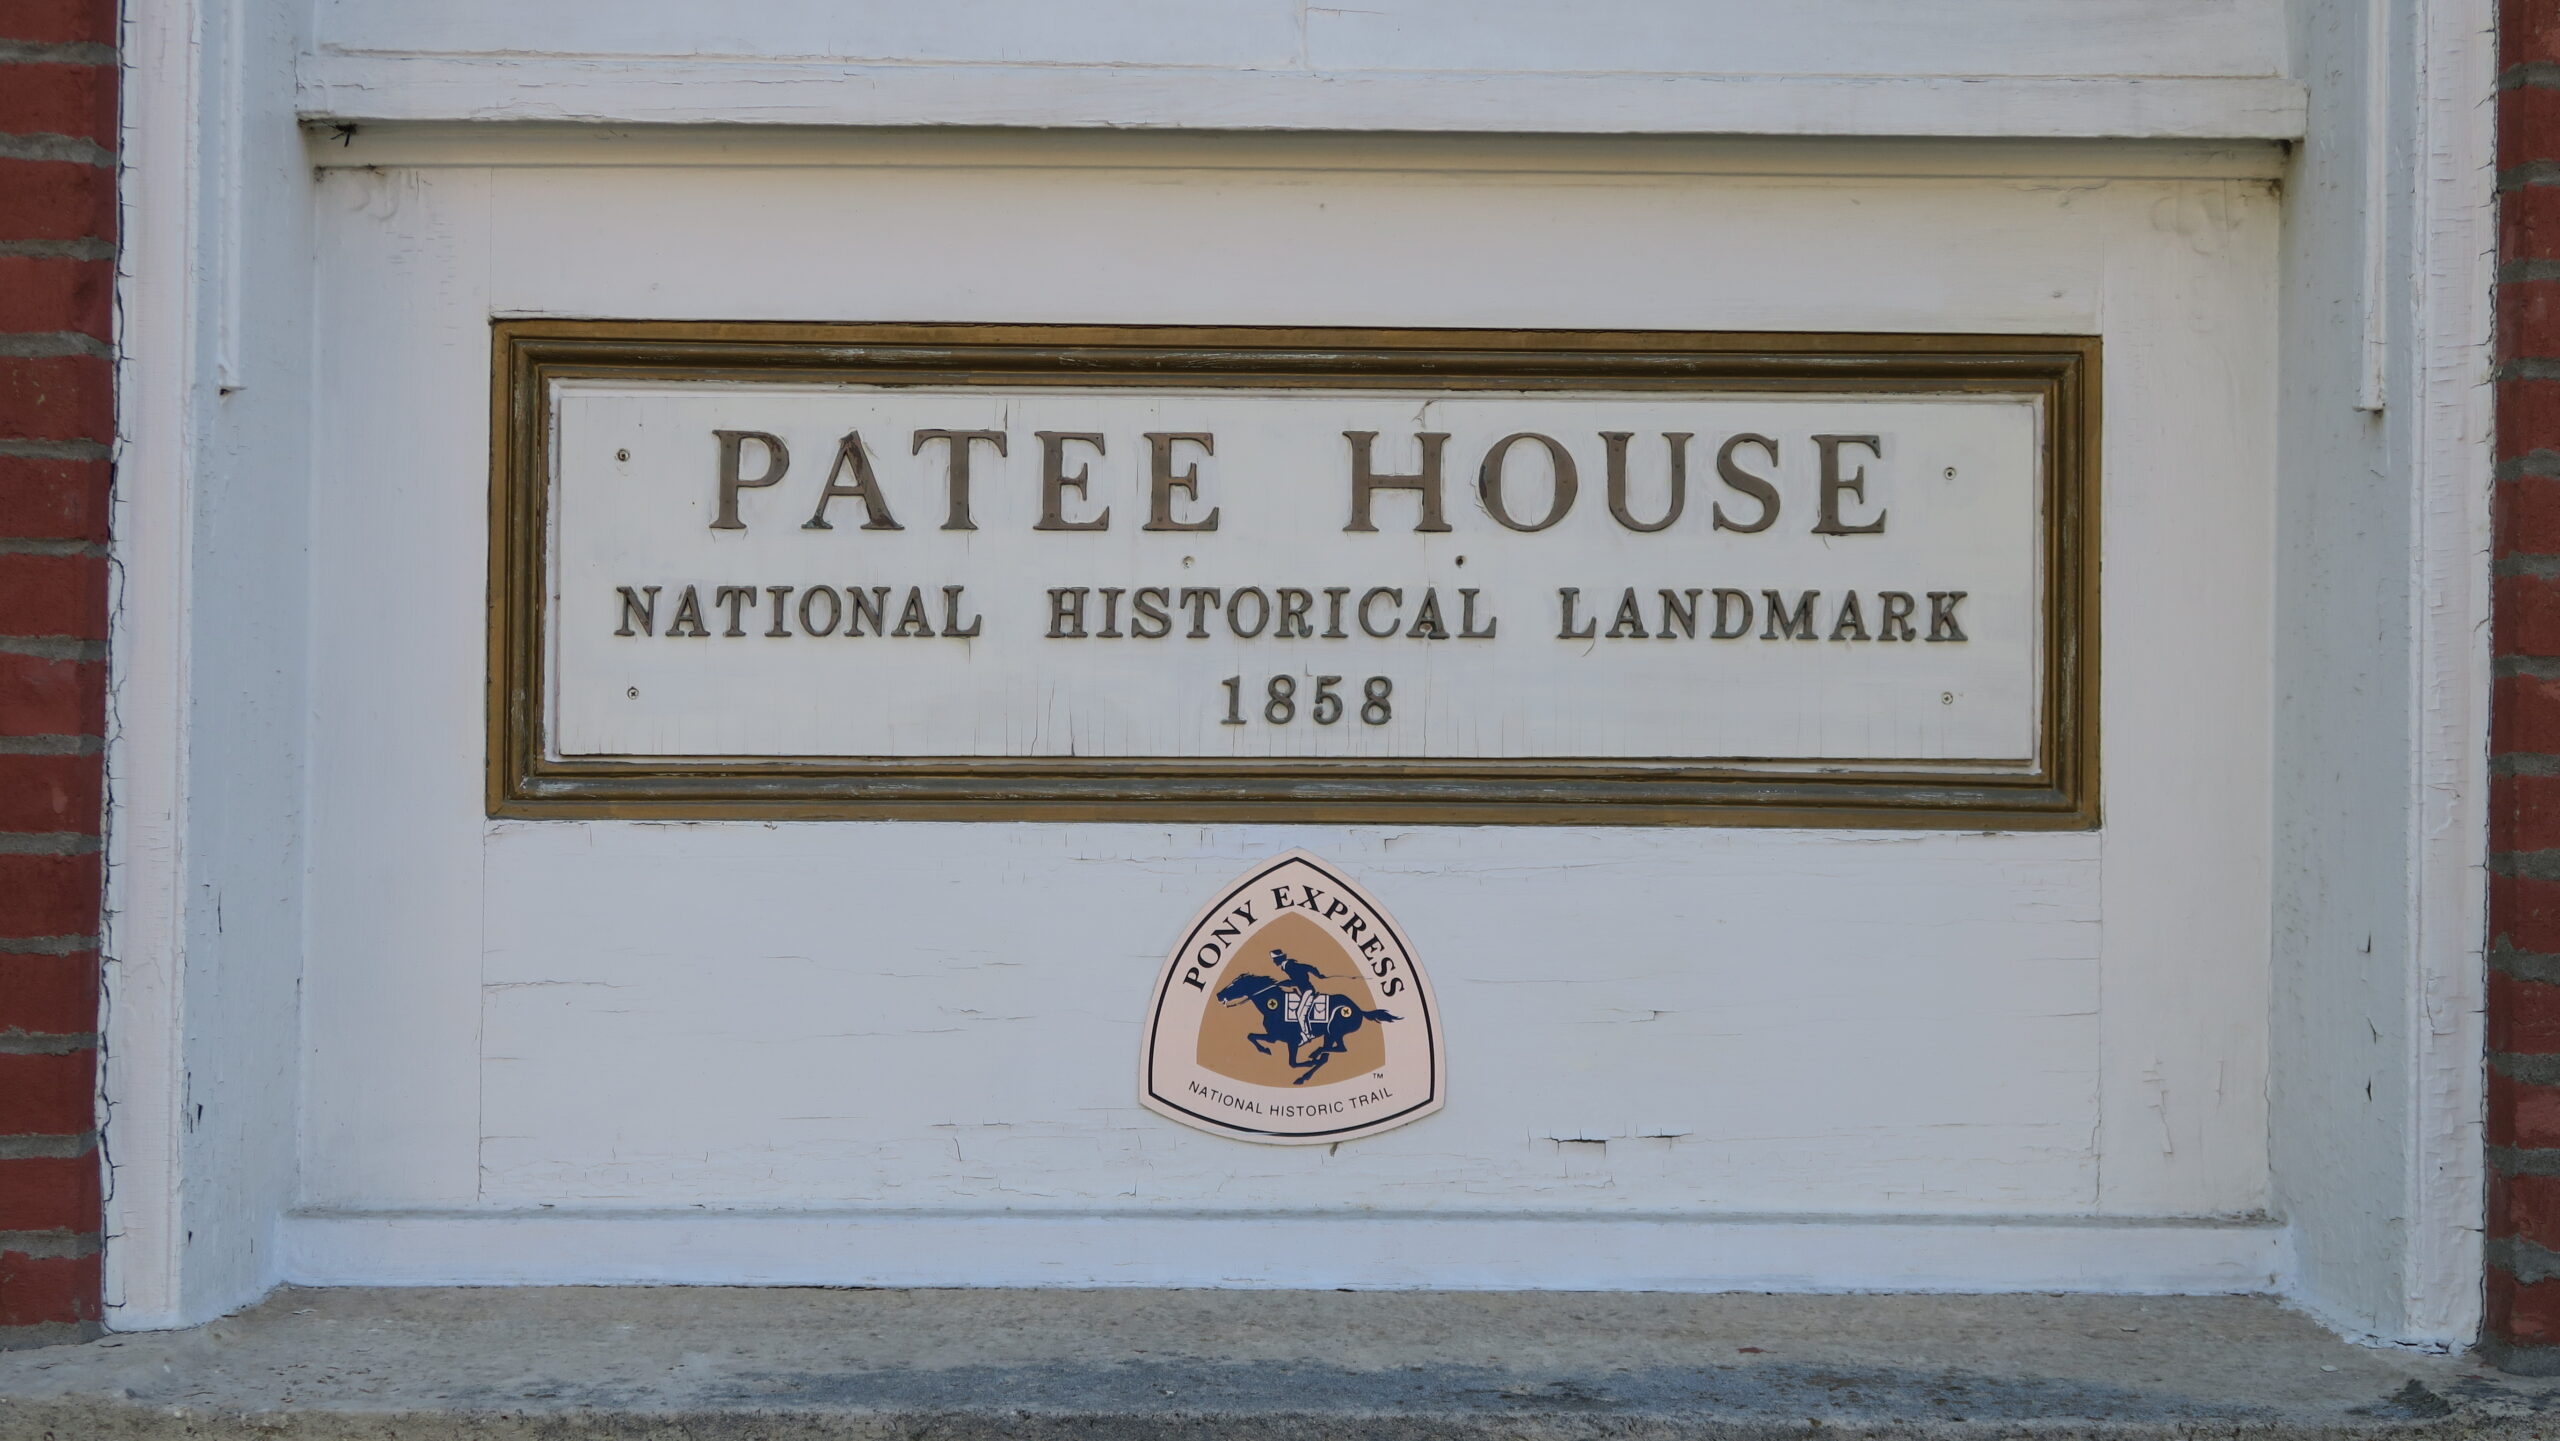 PATEE HOUSE
NATIONAL HISTORICAL LANDMARK
1858
PONY EXPRESS
™
NATIONAL HISTORIC TRAIL